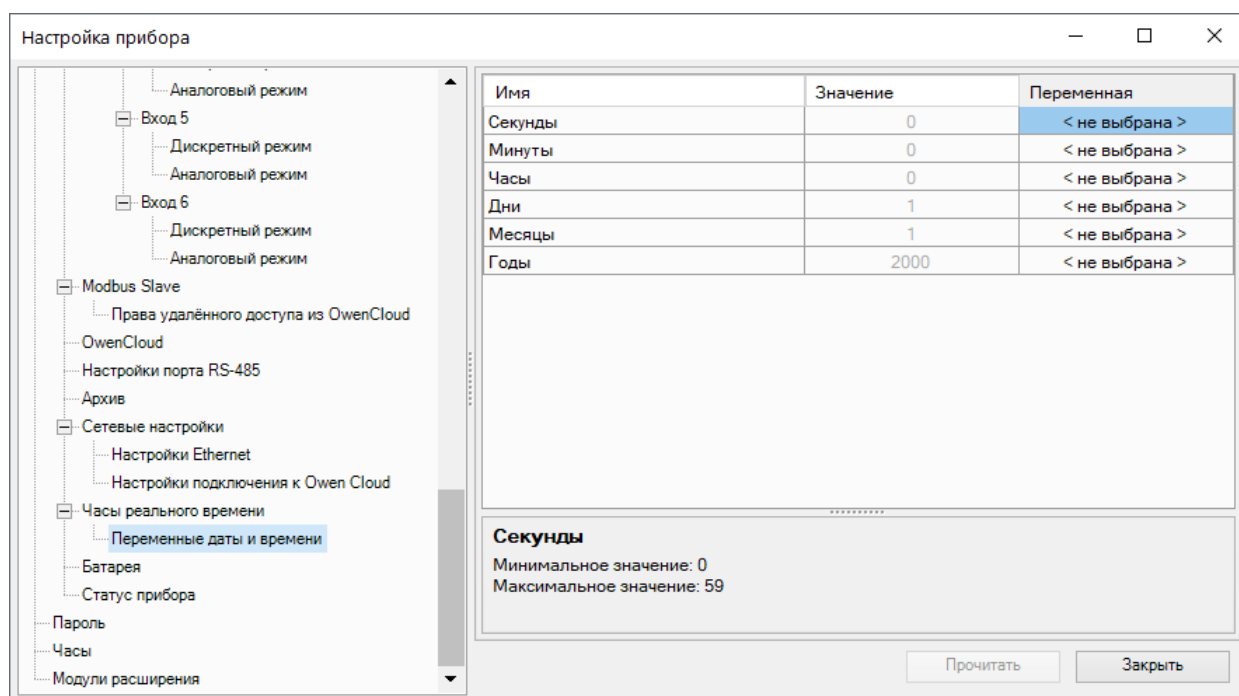 Настройка прибора
Аналоговый режим
Вход 5
Дискретный режим
Аналоговый режим
Вход 6
Дискретный режим
Аналоговый режим
Modbus Slave
Права удалённого доступа из OwenCloud
OwenCloud
Настройки порта RS-485
Архив
Сетевые настройки
Настройки Ethernet
Настройки подключения к Owen Cloud
Часы реального времени
Переменные даты и времени
Батарея
Статус прибора
Пароль
Часы
Модули расширения
Имя Значение Переменная
Секунды 0 < не выбрана >
Минуты 0 < не выбрана >
Часы 0 < не выбрана >
Дни 1 < не выбрана >
Месяцы 1 < не выбрана >
Годы 2000 < не выбрана >
Секунды
Минимальное значение: 0
Максимальное значение: 59
Прочитать Закрыть